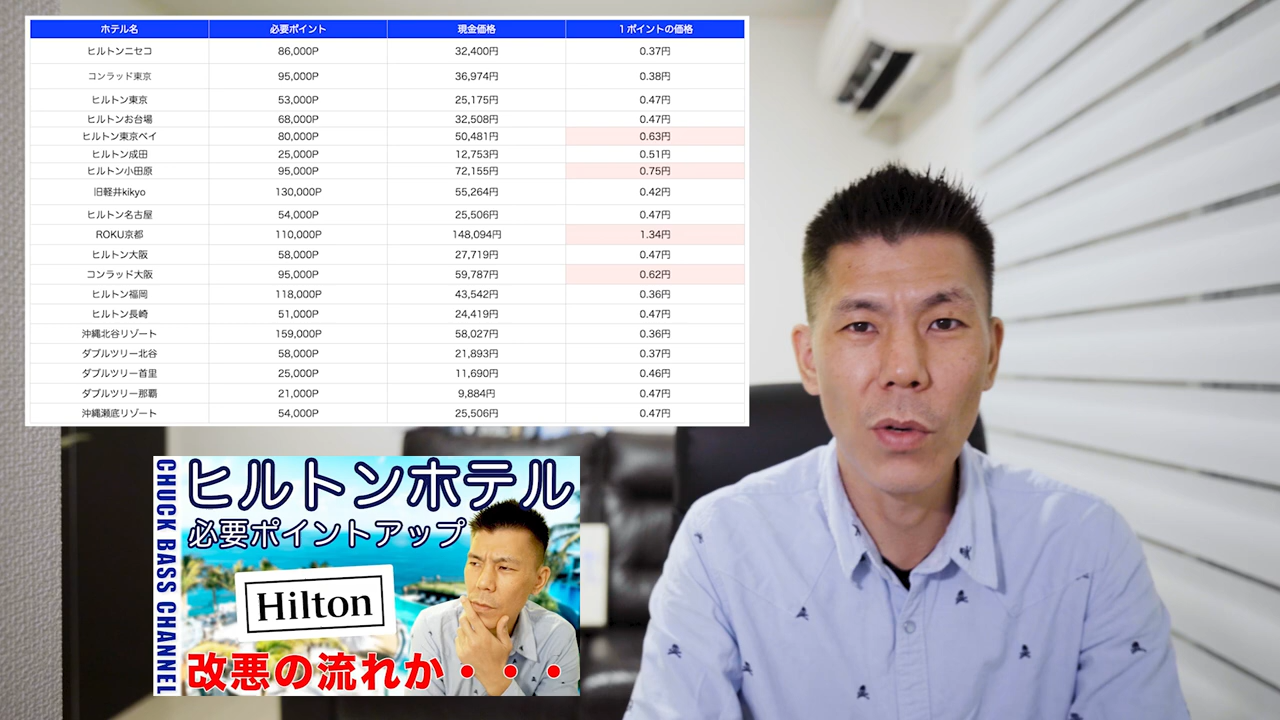 ホテル名 必要ポイント 現金価格 1ポイントの価格
ヒルトンニセコ 86,000P 32,400円 0.37円
コンラッド東京 95,000P 36,974円 0.38円
ヒルトン東京 53,000P 25,175円 0.47円
ヒルトンお台場 68,000P 32,508円 0.47円
ヒルトン東京ベイ 80,000P 50,481円 0.63円
ヒルトン成田 25,000P 12,753円 0.51円
ヒルトン小田原 95,000P 72,155円 0.75円
旧軽井kikyo 130,000P 55,264円 0.42円
ヒルトン名古屋 54,000P 25,506円 0.47円
ROKU京都 110,000P 148,094円 1.34円
ヒルトン大阪 58,000P 27,719円 0.47円
コンラッド大阪 95,000P 59,787円 0.62円
ヒルトン福岡 118,000P 43,542円 0.36円
ヒルトン長崎 51,000P 24,419円 0.47円
沖縄北谷リゾート 159,000P 58,027円 0.36円
ダブルツリー北谷 58,000P 21,893円 0.37円
ダブルツリー首里 25,000P 11,690円 0.46円
ダブルツリー那覇 21,000P 9,884円 0.47円
沖縄瀬底リゾート 54,000P 25,506円 0.47円
CHUCK BASS CHANNEL
ヒルトンホテル
必要ポイントアップ
Hilton
改悪の流れか・・・